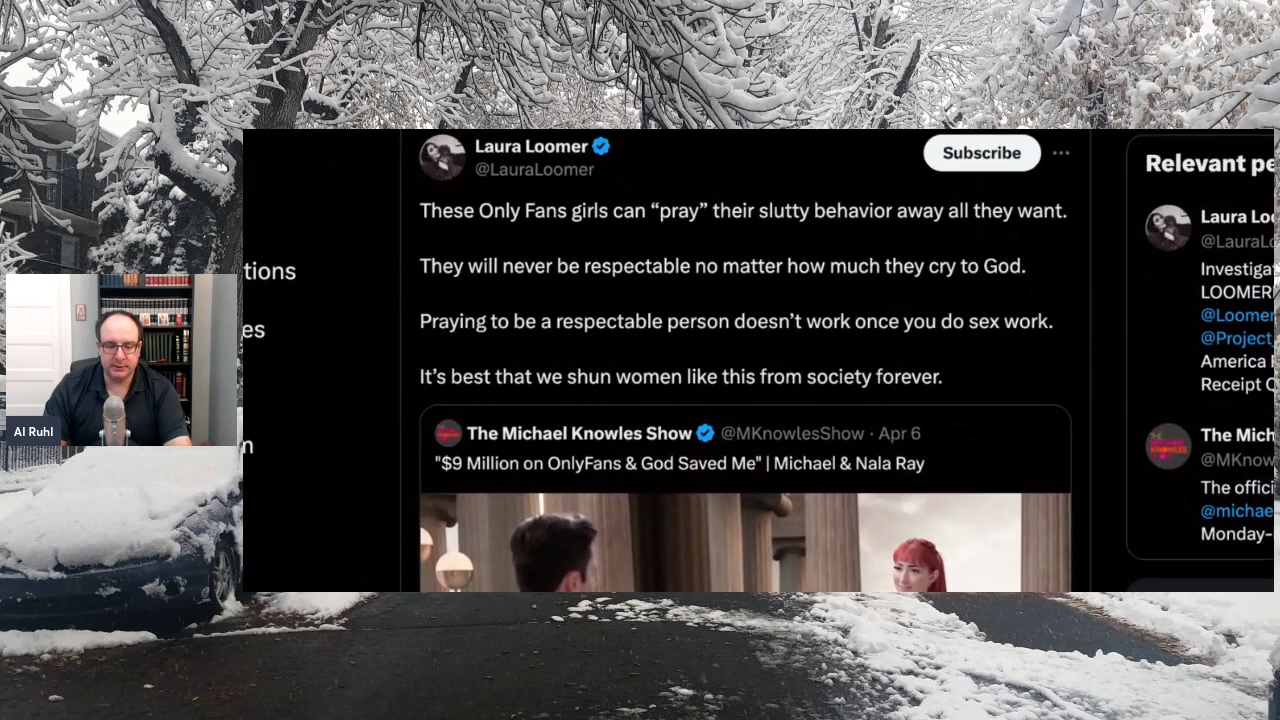 Laura Loomer
@LauraLoomer
Subscribe
These Only Fans girls can “pray” their slutty behavior away all they want.
They will never be respectable no matter how much they cry to God.
Praying to be a respectable person doesn’t work once you do sex work.
It’s best that we shun women like this from society forever.
The Michael Knowles Show @MKnowlesShow · Apr 6
"$9 Million on OnlyFans & God Saved Me" | Michael & Nala Ray
tions
es
Al Ruhl
Relevant pe
Laura Loo
@LauraLo
Investiga
LOOMER
@Loomer
@Project
America F
Receipt
The Mich
@MKnow
The offici
@michae
Monday-